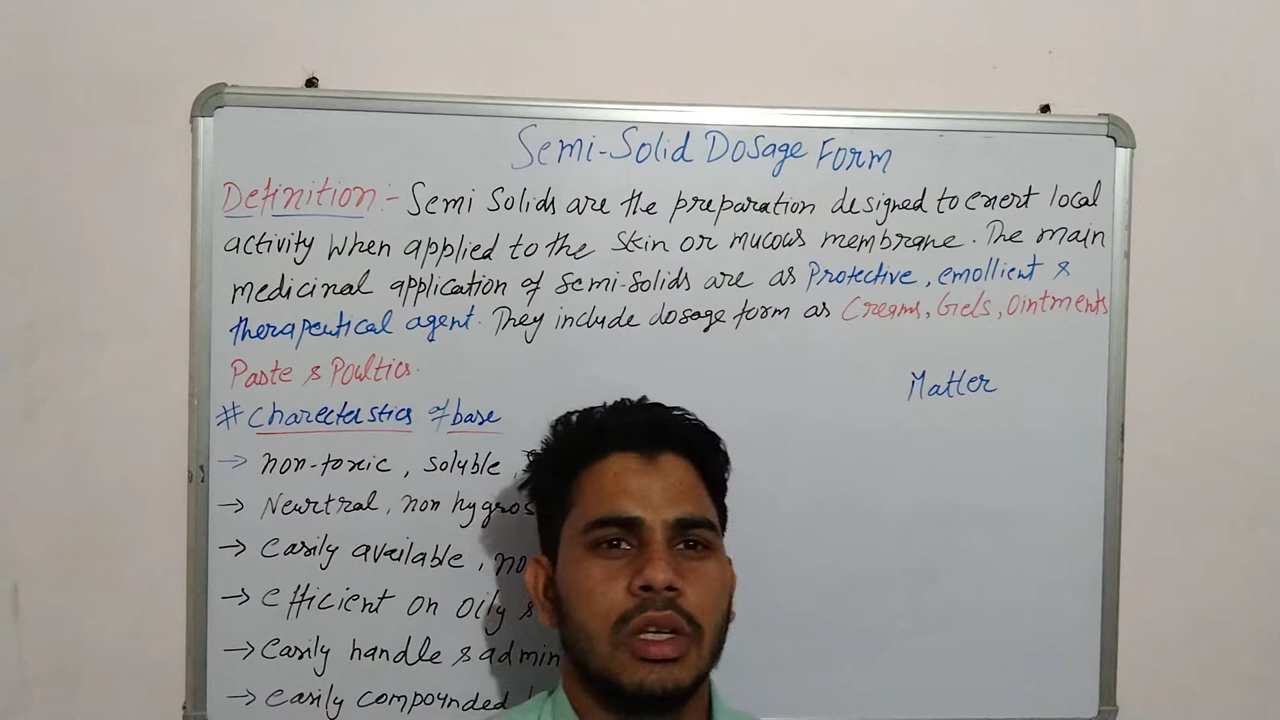 Semi-Solid Dosage Form
Definition:- Semi Solids are the preparation designed to exert local
activity when applied to the skin or mucous membrane. The main
medicinal application of Semi-Solids are as Protective, emollient &
therapeutical agent. They include dosage form as Creams, Gels, Ointments
Paste & Poultics.
Matter
# Charecterstics of base
→ non-toxic, soluble,
→ Neurtral, non hygros
→ easily available, no
→ efficient on oily &
→ easily handle & admin
→ easily compounded